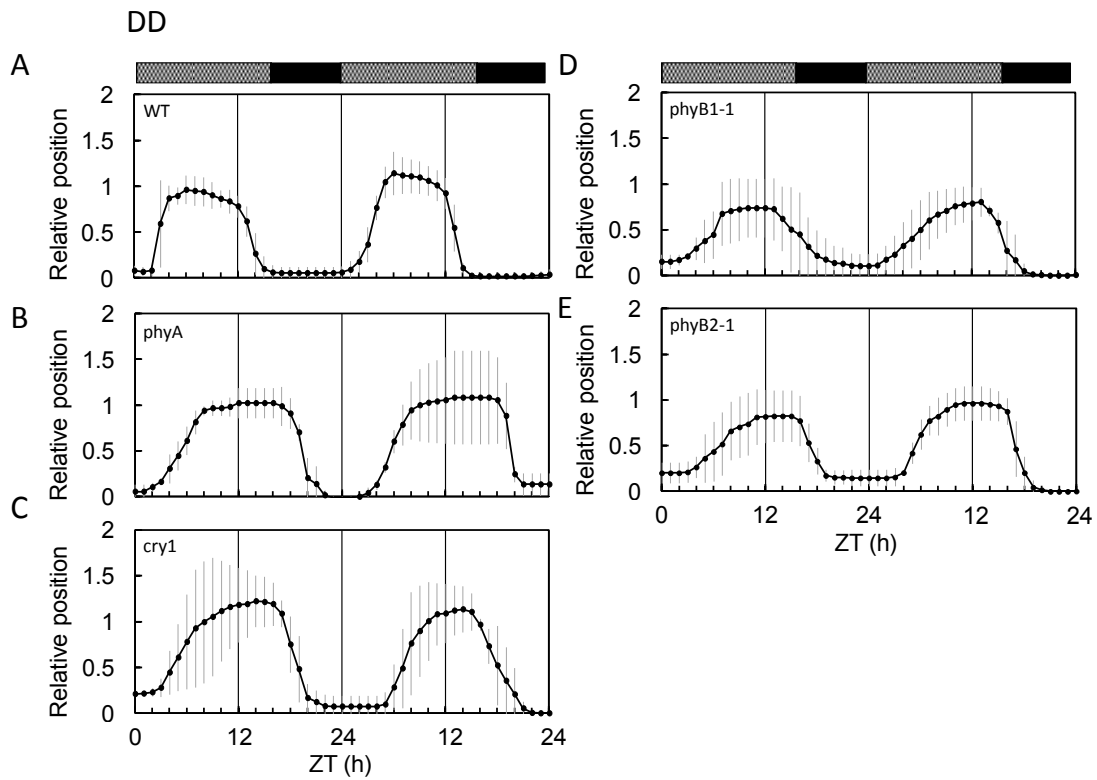 DD
A
WT
Relative position
2
1.5
1
0.5
0
B
phyA
Relative position
2
1.5
1
0.5
0
C
cry1
Relative position
2
1.5
1
0.5
0
0 12 24 12 24
ZT (h)
D
phyB1-1
Relative position
2
1.5
1
0.5
0
E
phyB2-1
Relative position
2
1.5
1
0.5
0
0 12 24 12 24
ZT (h)